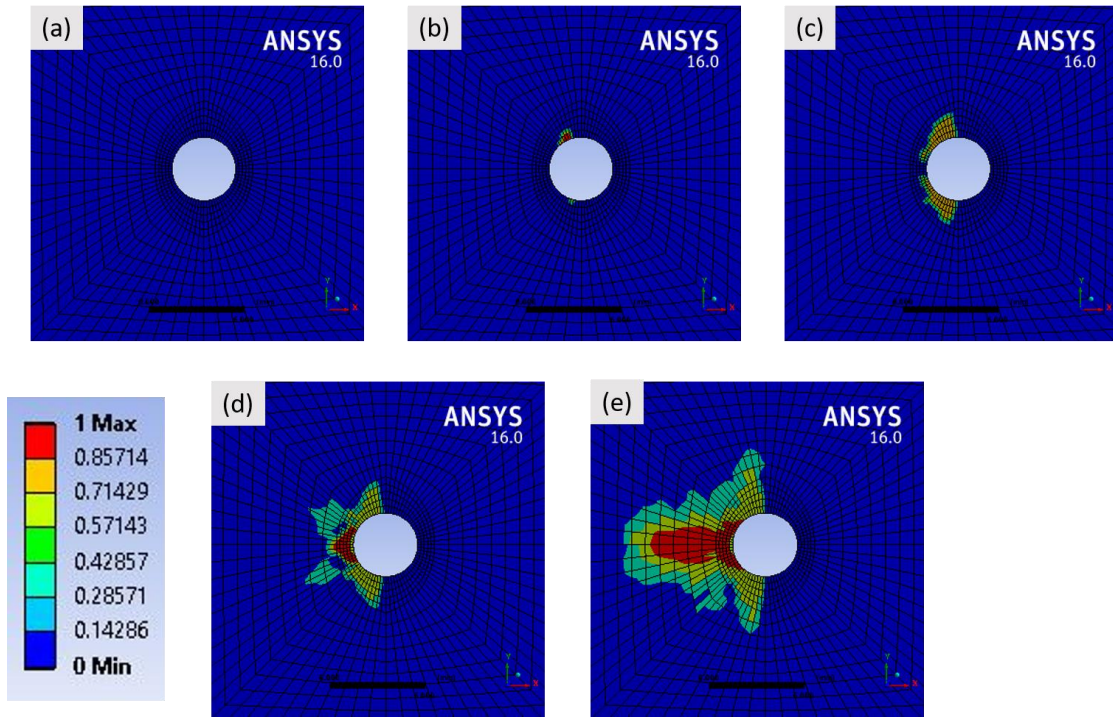 (a)
ANSYS
16.0
Y
X
(b)
ANSYS
16.0
Y
X
(c)
ANSYS
16.0
Y
X
1 Max
0.85714
0.71429
0.57143
0.42857
0.28571
0.14286
0 Min
(d)
ANSYS
16.0
Y
X
(e)
ANSYS
16.0
Y
X